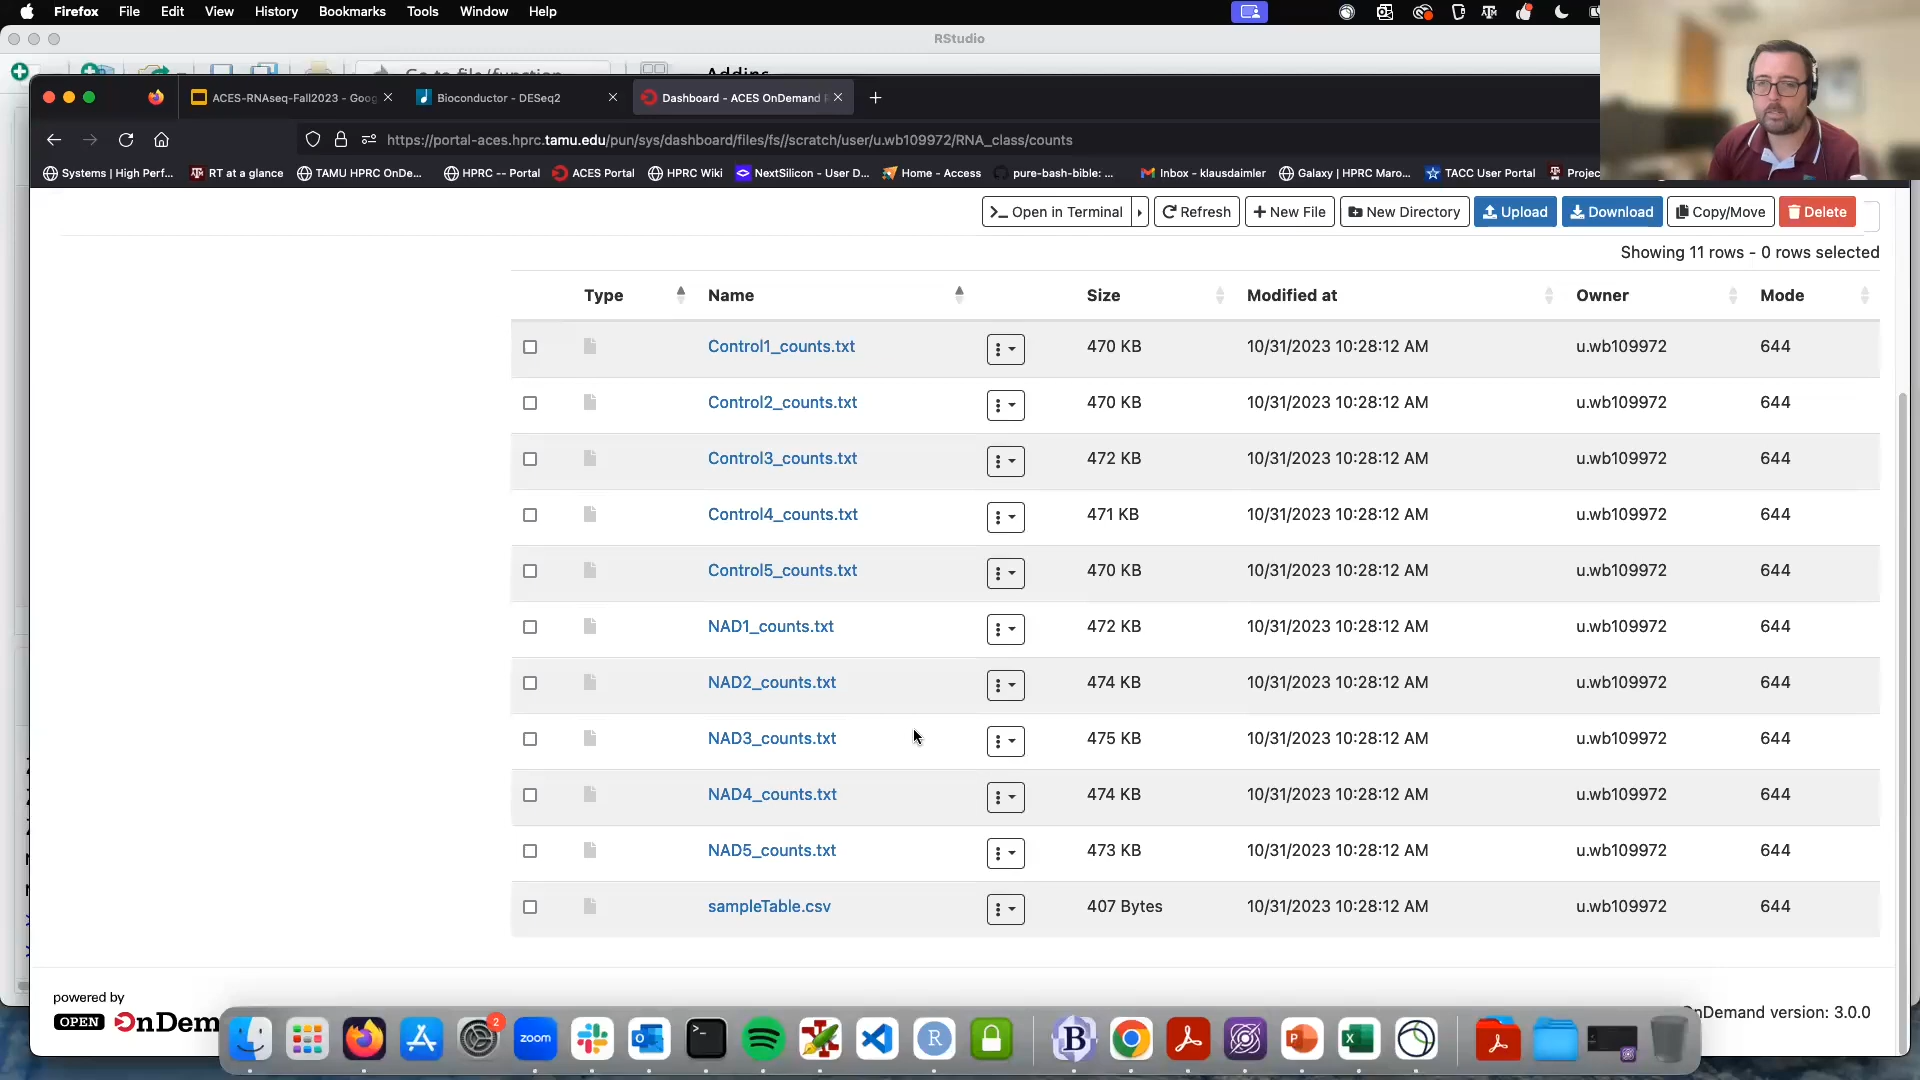 Firefox File Edit View History Bookmarks Tools Window Help
RStudio
Go to file/function Addins
ACES-RNAseq-Fall2023 - Goog
Bioconductor - DESeq2
Dashboard - ACES OnDemand
https://portal-aces.hprc.tamu.edu/pun/sys/dashboard/files/fs//scratch/user/u.wb109972/RNA_class/counts
Systems | High Perf... RT at a glance TAMU HPRC OnDe... HPRC -- Portal ACES Portal HPRC Wiki NextSilicon - User D... Home - Access pure-bash-bible: ... Inbox - klausdaimler Galaxy | HPRC Maro... TACC User Portal Projec
Open in Terminal Refresh New File New Directory Upload Download Copy/Move Delete
Showing 11 rows - 0 rows selected
Type Name Size Modified at Owner Mode
Control1_counts.txt 470 KB 10/31/2023 10:28:12 AM u.wb109972 644
Control2_counts.txt 470 KB 10/31/2023 10:28:12 AM u.wb109972 644
Control3_counts.txt 472 KB 10/31/2023 10:28:12 AM u.wb109972 644
Control4_counts.txt 471 KB 10/31/2023 10:28:12 AM u.wb109972 644
Control5_counts.txt 470 KB 10/31/2023 10:28:12 AM u.wb109972 644
NAD1_counts.txt 472 KB 10/31/2023 10:28:12 AM u.wb109972 644
NAD2_counts.txt 474 KB 10/31/2023 10:28:12 AM u.wb109972 644
NAD3_counts.txt 475 KB 10/31/2023 10:28:12 AM u.wb109972 644
NAD4_counts.txt 474 KB 10/31/2023 10:28:12 AM u.wb109972 644
NAD5_counts.txt 473 KB 10/31/2023 10:28:12 AM u.wb109972 644
sampleTable.csv 407 Bytes 10/31/2023 10:28:12 AM u.wb109972 644
powered by
OPEN OnDem
nDemand version: 3.0.0
2
zoom